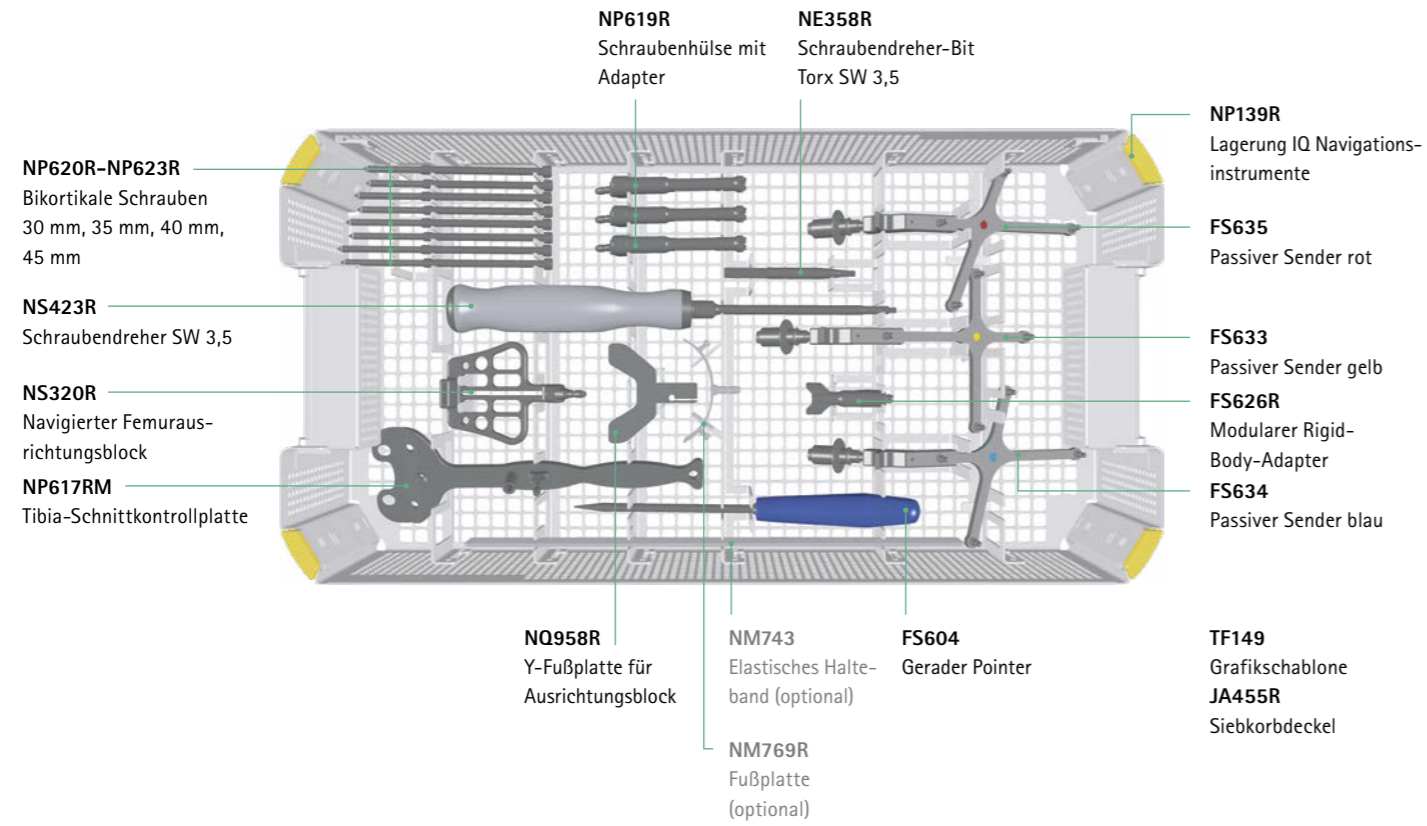 NP619R
Schraubenhülse mit
Adapter
NE358R
Schraubendreher-Bit
Torx SW 3,5
NP139R
Lagerung IQ Navigations-
instrumente
NP620R-NP623R
Bikortikale Schrauben
30 mm, 35 mm, 40 mm,
45 mm
FS635
Passiver Sender rot
NS423R
Schraubendreher SW 3,5
FS633
Passiver Sender gelb
NS320R
Navigierter Femuraus-
richtungsblock
FS626R
Modularer Rigid-
Body-Adapter
NP617RM
Tibia-Schnittkontrollplatte
FS634
Passiver Sender blau
NQ958R
Y-Fußplatte für
Ausrichtungsblock
NM743
Elastisches Halte-
band (optional)
FS604
Gerader Pointer
TF149
Grafikschablone
JA455R
Siebkorbdeckel
NM769R
Fußplatte
(optional)